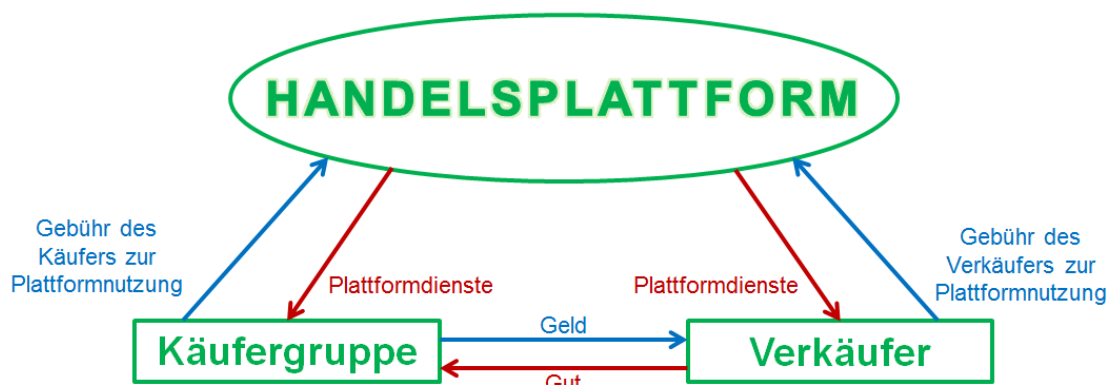 HANDELSPLATTFORM
Gebühr des
Käufers zur
Plattformnutzung
Plattformdienste
Plattformdienste
Gebühr des
Verkäufers zur
Plattformnutzung
Käufergruppe
Geld
Gut
Verkäufer